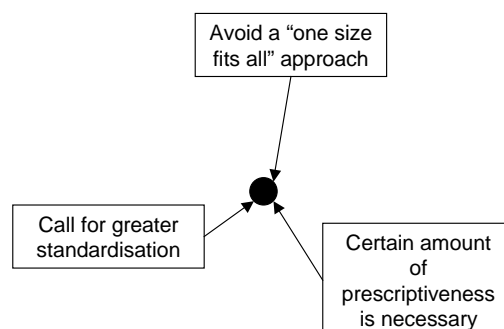 Avoid a “one size
fits all” approach
Call for greater
standardisation
Certain amount
of
prescriptiveness
is necessary